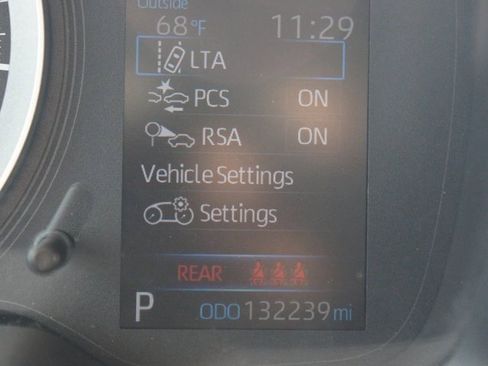 Outside
68°F 11:29
LTA
PCS ON
RSA ON
Vehicle Settings
Settings
REAR
P ODO 132239 mi